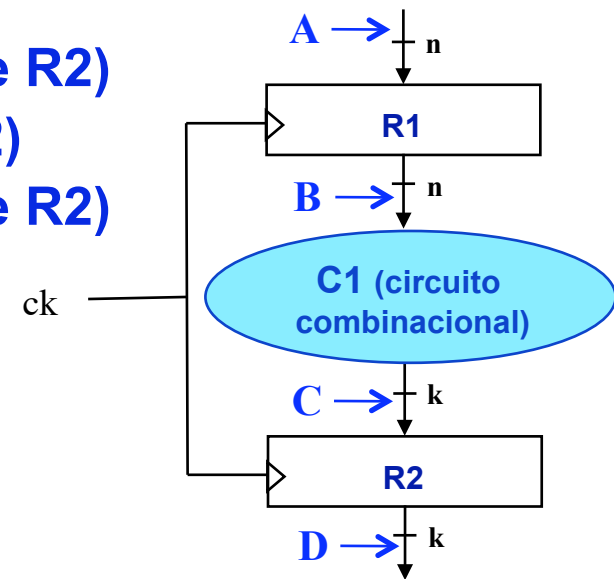 e R2)
2)
e R2)
A
n
R1
B
n
ck
C1 (circuito
combinacional)
C
k
R2
D
k